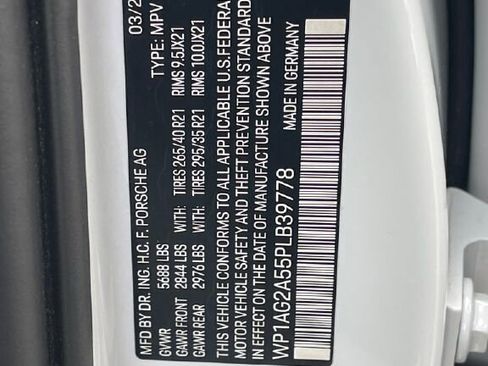 MFD BY DR. ING. H.C. F. PORSCHE AG 03/2
GVWR 5688 LBS TYPE: MPV
GAWR FRONT 2844 LBS WITH: TIRES 265/40 R21 RIMS 9.5JX21
GAWR REAR 2976 LBS WITH: TIRES 295/35 R21 RIMS 10.0JX21
THIS VEHICLE CONFORMS TO ALL APPLICABLE U.S.FEDERA
MOTOR VEHICLE SAFETY AND THEFT PREVENTION STANDARD
IN EFFECT ON THE DATE OF MANUFACTURE SHOWN ABOVE
WP1AG2A55PLB39778
MADE IN GERMANY